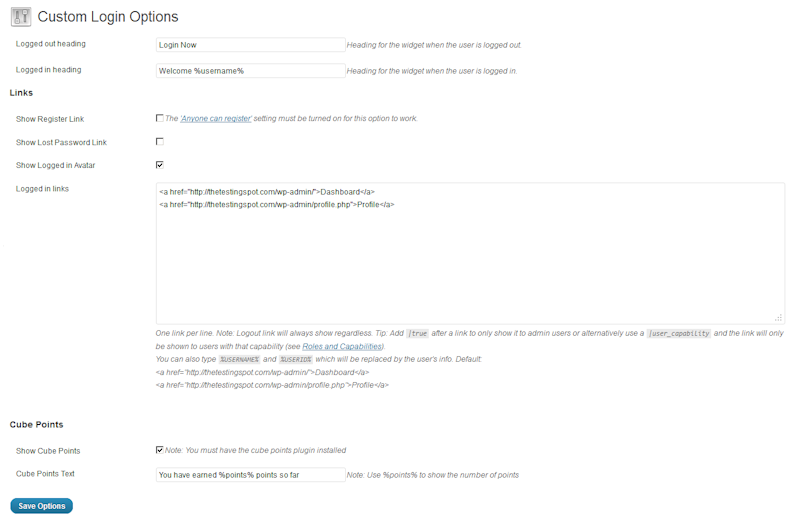 Custom Login Options
Logged out heading
Login Now
Heading for the widget when the user is logged out.
Logged in heading
Welcome %username%
Heading for the widget when the user is logged in.
Links
Show Register Link
The 'Anyone can register' setting must be turned on for this option to work.
Show Lost Password Link
Show Logged in Avatar
Logged in links
<a href="http://thetestingspot.com/wp-admin/">Dashboard</a>
<a href="http://thetestingspot.com/wp-admin/profile.php">Profile</a>
One link per line. Note: Logout link will always show regardless. Tip: Add |true after a link to only show it to admin users or alternatively use a |user_capability and the link will only
be shown to users with that capability (see Roles and Capabilities).
You can also type %USERNAME% and %USERID% which will be replaced by the user's info. Default:
<a href="http://thetestingspot.com/wp-admin/">Dashboard</a>
<a href="http://thetestingspot.com/wp-admin/profile.php">Profile</a>
Cube Points
Show Cube Points
Note: You must have the cube points plugin installed
Cube Points Text
You have earned %points% points so far
Note: Use %points% to show the number of points
Save Options